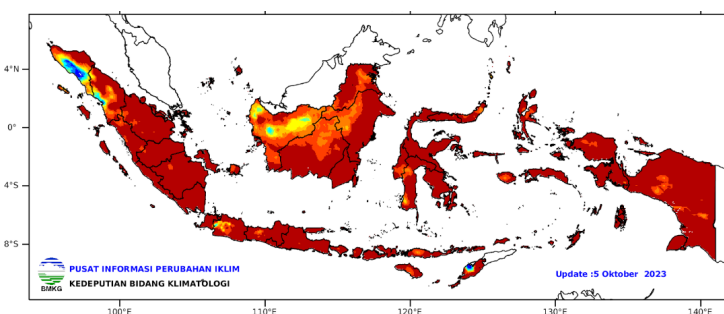 4°N
0°
4°S
8°S
PUSAT INFORMASI PERUBAHAN IKLIM
KEDEPUTIAN BIDANG KLIMATOLOGI
BMKG
Update :5 Oktober 2023
100°E
110°E
120°E
130°E
140°E